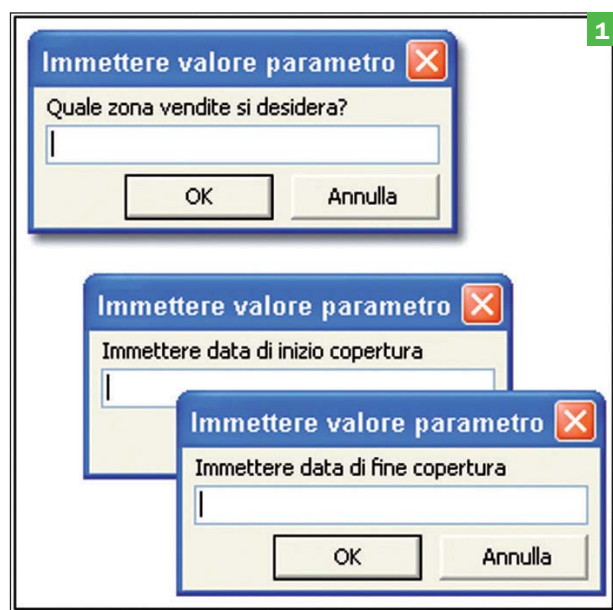 1
Immettere valore parametro
Quale zona vendite si desidera?
OK Annulla
Immettere valore parametro
Immettere data di inizio copertura
Immettere valore parametro
Immettere data di fine copertura
OK Annulla